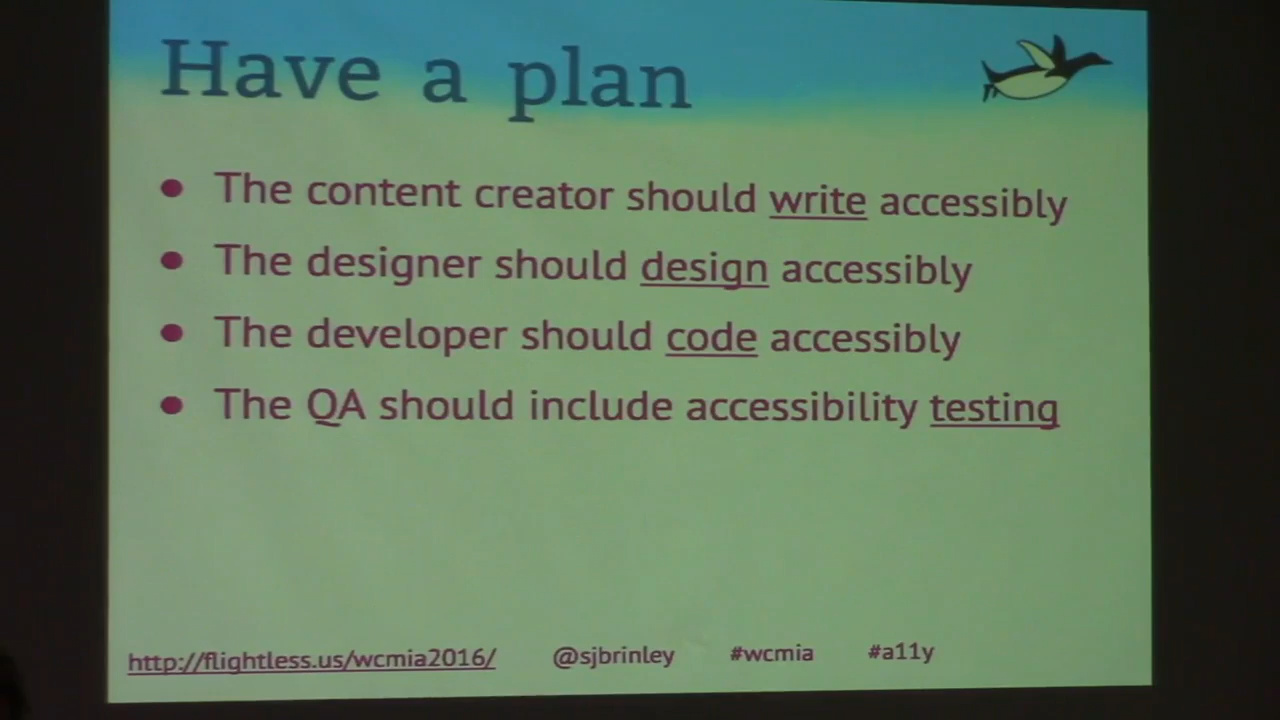 Have a plan
The content creator should write accessibly
The designer should design accessibly
The developer should code accessibly
The QA should include accessibility testing
http://flightless.us/wcmia2016/ @sjbrinley #wcmia #a11y